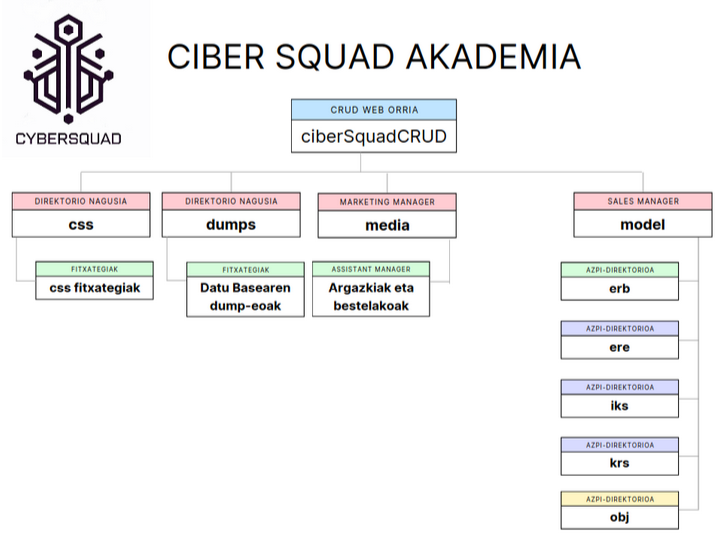 CIBER SQUAD AKADEMIA
CYBERSQUAD
CRUD WEB ORRIA
ciberSquadCRUD
DIREKTORIO NAGUSIA
css
DIREKTORIO NAGUSIA
dumps
MARKETING MANAGER
media
SALES MANAGER
model
FITXATEGIAK
css fitxategiak
FITXATEGIAK
Datu Basearen
dump-eoak
ASSISTANT MANAGER
Argazkiak eta
bestelakoak
AZPI-DIREKTORIOA
erb
AZPI-DIREKTORIOA
ere
AZPI-DIREKTORIOA
iks
AZPI-DIREKTORIOA
krs
AZPI-DIREKTORIOA
obj